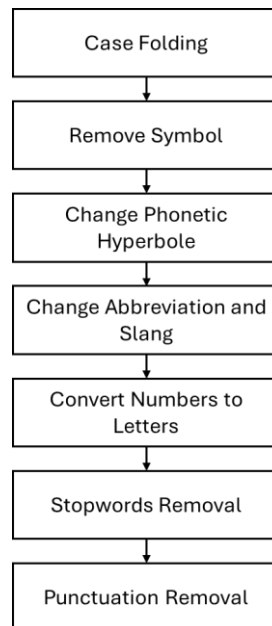 Case Folding
Remove Symbol
Change Phonetic
Hyperbole
Change Abbreviation and
Slang
Convert Numbers to
Letters
Stopwords Removal
Punctuation Removal